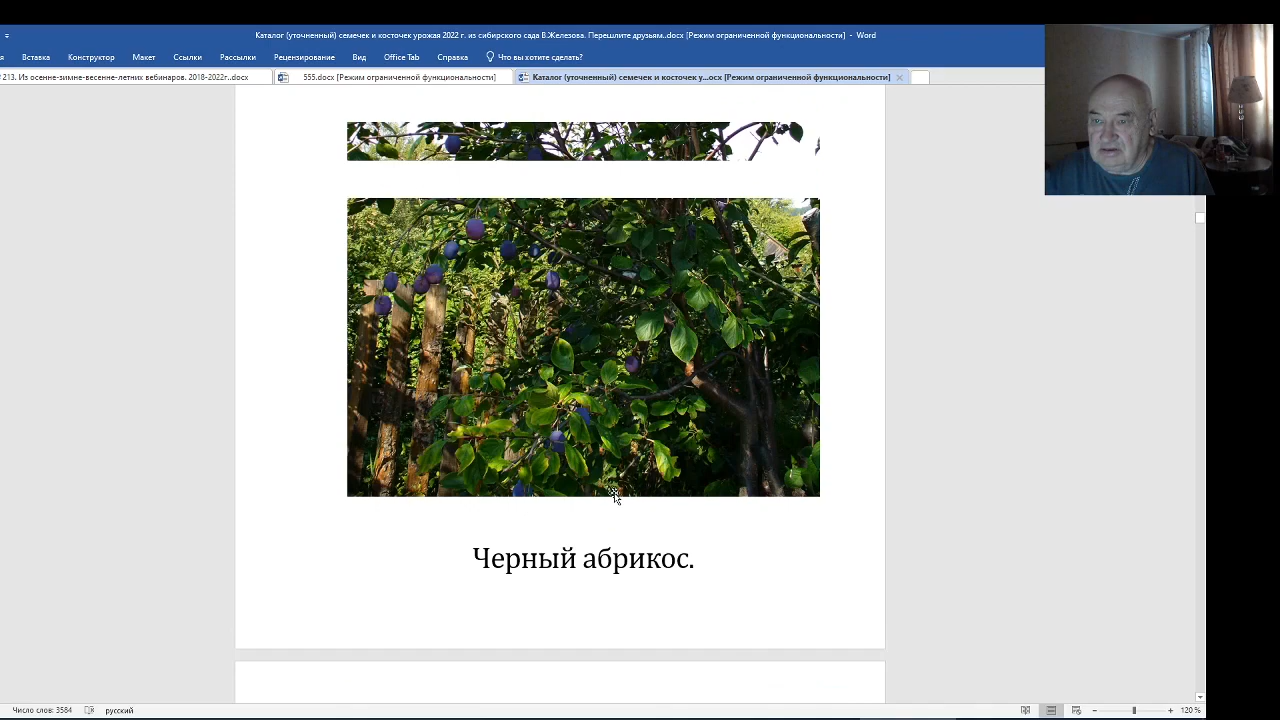 Каталог (уточненный) семечек и косточек урожая 2022 г. из сибирского сада В.Железова. Перешлите друзьям..docx [Режим ограниченной функциональности] - Word
я Вставка Конструктор Макет Ссылки Рассылки Рецензирование Вид Office Tab Справка Что вы хотите сделать?
213. Из осенне-зимне-весенне-летних вебинаров. 2018-2022г..docx 555.docx [Режим ограниченной функциональности] Каталог (уточненный) семечек и косточек у...ocx [Режим ограниченной функциональности]
Черный абрикос.
Число слов: 3584 русский 120 %